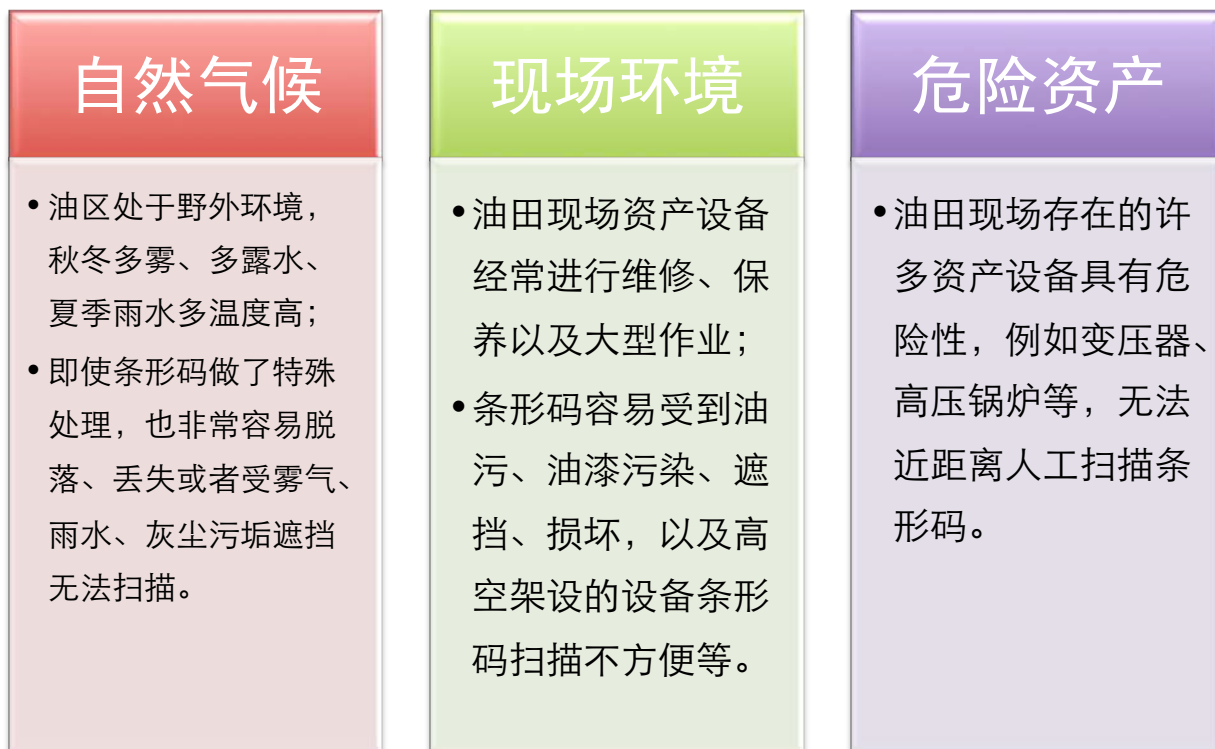 自然气候
• 油区处于野外环境，
秋冬多雾、多露水、
夏季雨水多温度高；
• 即使条形码做了特殊
处理，也非常容易脱
落、丢失或者受雾气、
雨水、灰尘污垢遮挡
无法扫描。
现场环境
• 油田现场资产设备
经常进行维修、保
养以及大型作业；
• 条形码容易受到油
污、油漆污染、遮
挡、损坏，以及高
空架设的设备条形
码扫描不方便等。
危险资产
• 油田现场存在的许
多资产设备具有危
险性，例如变压器、
高压锅炉等，无法
近距离人工扫描条
形码。